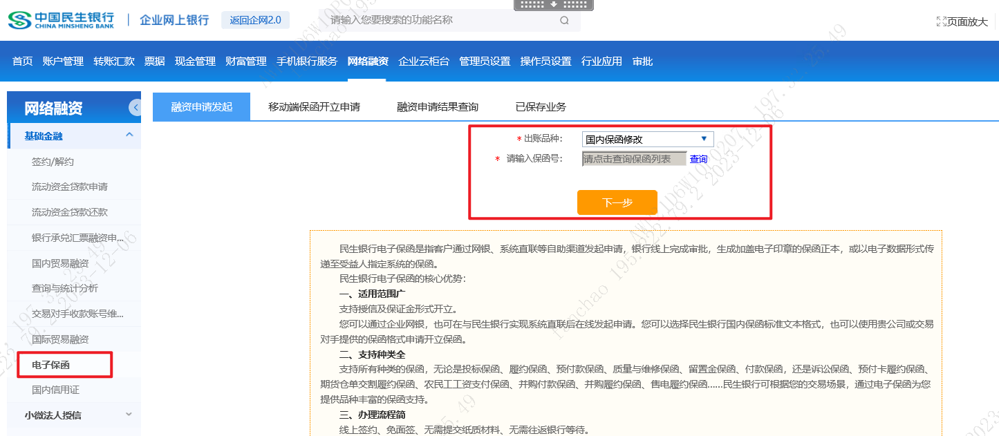 中国民生银行
CHINA MINSHENG BANK
企业网上银行
返回企网2.0
请输入您要搜索的功能名称
页面放大
首页 账户管理 转账汇款 票据 现金管理 财富管理 手机银行服务 网络融资 企业云柜台 管理员设置 操作员设置 行业应用 审批
网络融资
融资申请发起 移动端保函开立申请 融资申请结果查询 已保存业务
基础金融
签约/解约
流动资金贷款申请
流动资金贷款还款
银行承兑汇票融资申...
国内贸易融资
查询与统计分析
交易对手收款账号维...
国际贸易融资
电子保函
国内信用证
小微法人授信
*出账品种: 国内保函修改
* 请输入保函号: 请点击查询保函列表 查询
下一步
民生银行电子保函是指客户通过网银、系统直联等自助渠道发起申请，银行线上完成审批，生成加盖电子印章的保函正本，或以电子数据形式传
递至受益人指定系统的保函。
民生银行电子保函的核心优势：
一、适用范围广
支持授信及保证金形式开立。
您可以通过企业网银，也可在与民生银行实现系统直联后在线发起申请。您可以选择民生银行国内保函标准文本格式，也可以使用贵公司或交易
对手提供的保函格式申请开立保函。
二、支持种类全
支持所有种类的保函，无论是投标保函、履约保函、预付款保函、质量与维修保函、留置金保函、付款保函，还是诉讼保函、预付卡履约保函、
期货仓单交割履约保函、农民工工资支付保函、并购付款保函、并购履约保函、售电履约保函......民生银行可根据您的交易场景，通过电子保函为您
提供品种丰富的保函支持。
三、办理流程简
线上签约、免面签、无需提交纸质材料、无需往返银行等待。